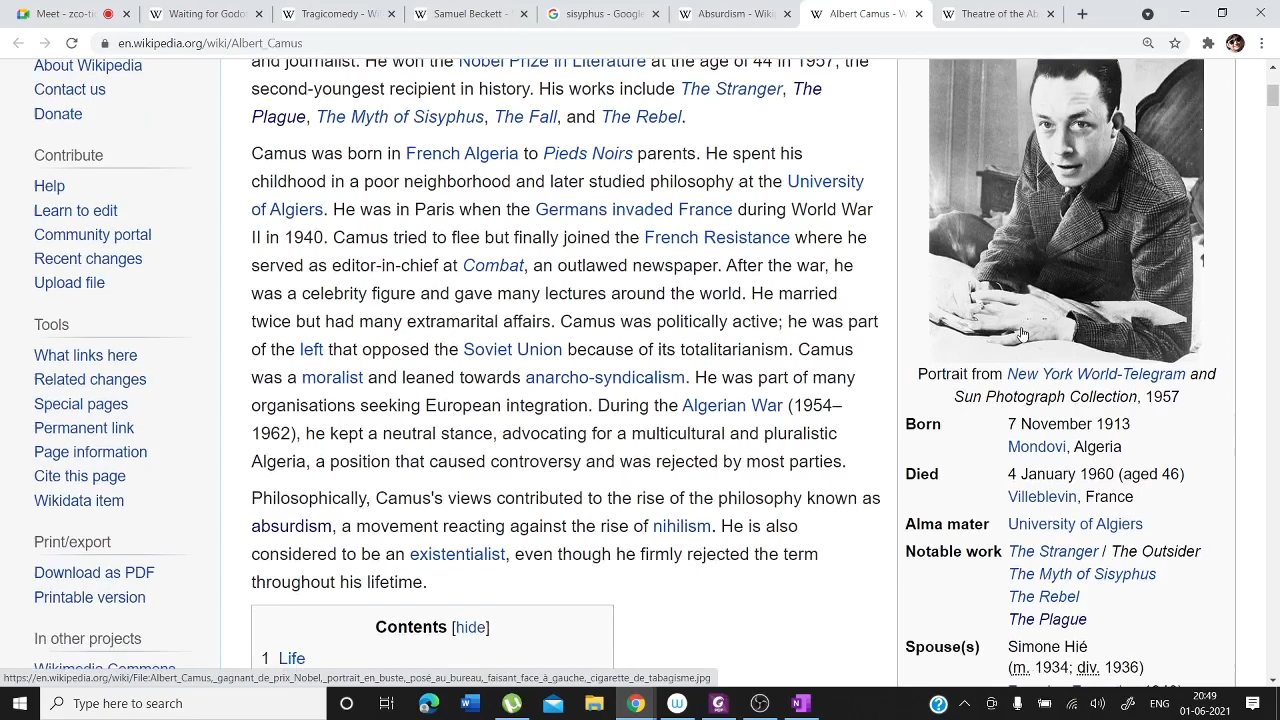 Meet – zco-tie
Waiting for Godo
Tragicomedy - Wi
Samuel Beckett -
sisyphus - Google
Absurdism - Wiki
Albert Camus - W
Theatre of the Ab
en.wikipedia.org/wiki/Albert_Camus
About Wikipedia
Contact us
Donate
Contribute
Help
Learn to edit
Community portal
Recent changes
Upload file
Tools
What links here
Related changes
Special pages
Permanent link
Page information
Cite this page
Wikidata item
Print/export
Download as PDF
Printable version
In other projects
Wikimedia Commons
and journalist. He won the Nobel Prize in Literature at the age of 44 in 1957, the
second-youngest recipient in history. His works include The Stranger, The
Plague, The Myth of Sisyphus, The Fall, and The Rebel.
Camus was born in French Algeria to Pieds Noirs parents. He spent his
childhood in a poor neighborhood and later studied philosophy at the University
of Algiers. He was in Paris when the Germans invaded France during World War
II in 1940. Camus tried to flee but finally joined the French Resistance where he
served as editor-in-chief at Combat, an outlawed newspaper. After the war, he
was a celebrity figure and gave many lectures around the world. He married
twice but had many extramarital affairs. Camus was politically active; he was part
of the left that opposed the Soviet Union because of its totalitarianism. Camus
was a moralist and leaned towards anarcho-syndicalism. He was part of many
organisations seeking European integration. During the Algerian War (1954–
1962), he kept a neutral stance, advocating for a multicultural and pluralistic
Algeria, a position that caused controversy and was rejected by most parties.
Philosophically, Camus's views contributed to the rise of the philosophy known as
absurdism, a movement reacting against the rise of nihilism. He is also
considered to be an existentialist, even though he firmly rejected the term
throughout his lifetime.
Contents [hide]
1 Life
Portrait from New York World-Telegram and
Sun Photograph Collection, 1957
Born 7 November 1913
Mondovi, Algeria
Died 4 January 1960 (aged 46)
Villeblevin, France
Alma mater University of Algiers
Notable work The Stranger / The Outsider
The Myth of Sisyphus
The Rebel
The Plague
Spouse(s) Simone Hié
(m. 1934; div. 1936)
https://en.wikipedia.org/wiki/File:Albert_Camus,_gagnant_de_prix_Nobel,_portrait_en_buste,_posé_au_bureau,_faisant_face_à_gauche,_cigarette_de_tabagisme.jpg
Type here to search
ENG
20:49
01-06-2021